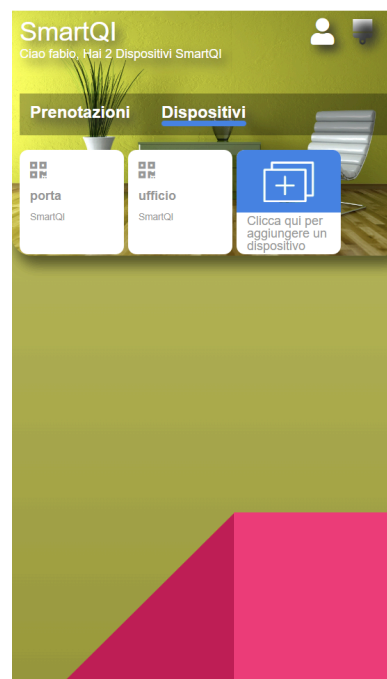 SmartQI
Ciao fabio, Hai 2 Dispositivi SmartQI
Prenotazioni Dispositivi
porta
SmartQI
ufficio
SmartQI
Clicca qui per
aggiungere un
dispositivo